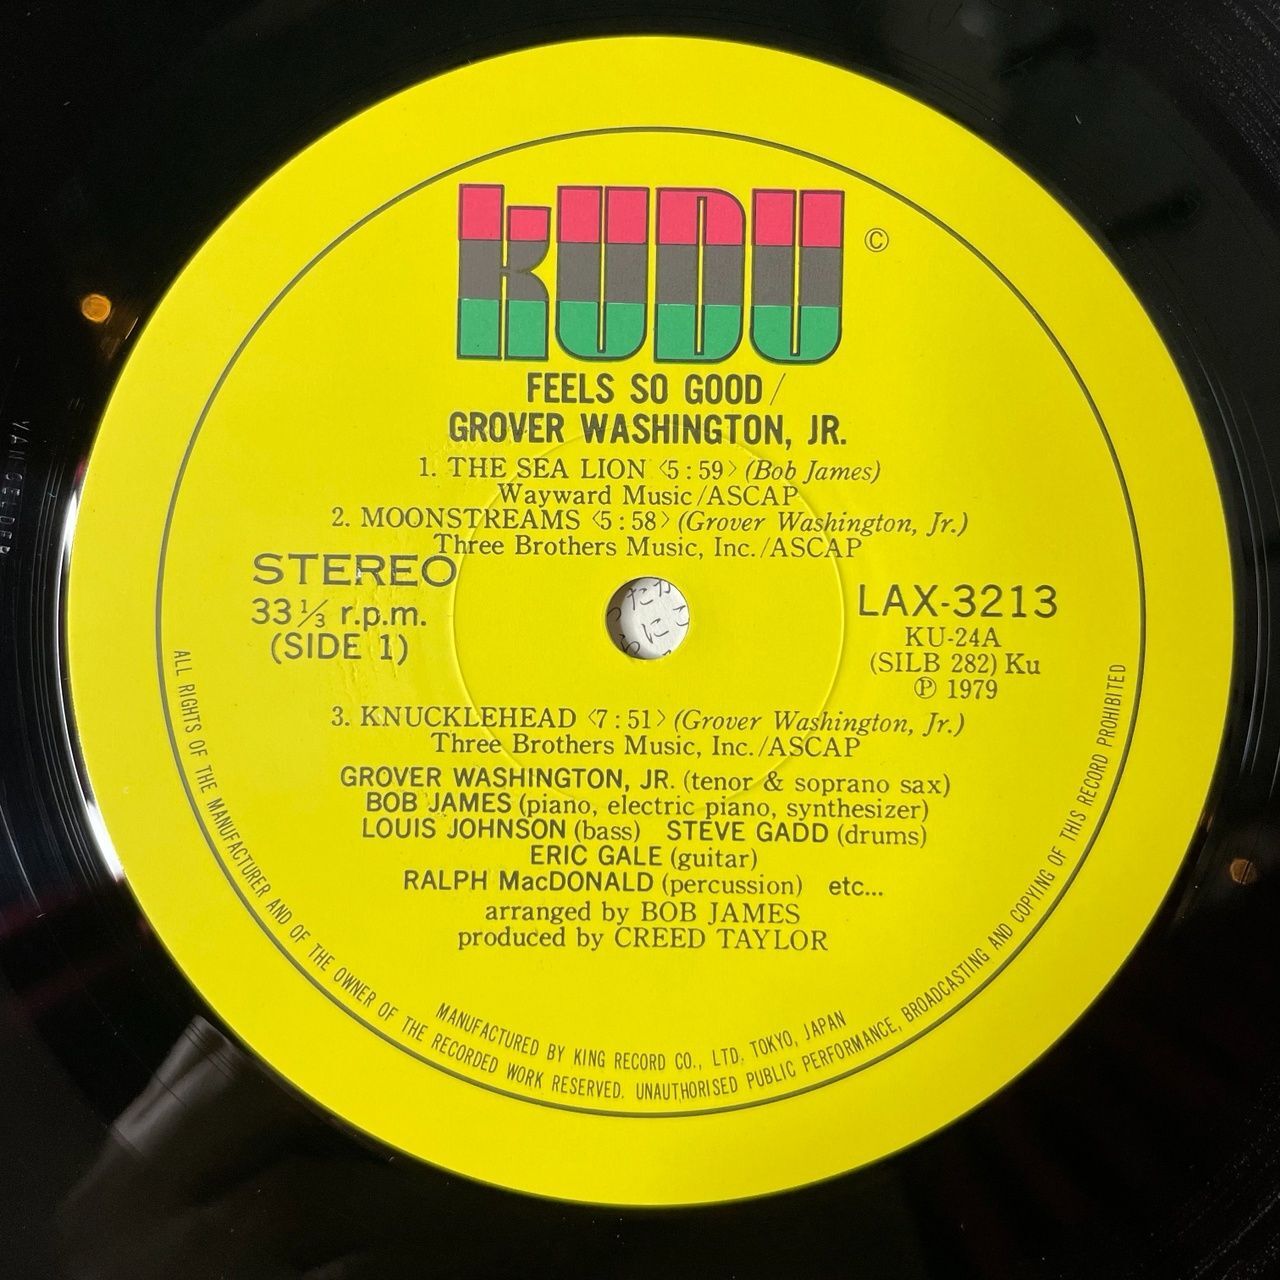 KUDU ©
FEELS SO GOOD /
GROVER WASHINGTON, JR.
1. THE SEA LION 〈5:59〉 (Bob James)
Wayward Music/ASCAP
2. MOONSTREAMS 〈5:58〉 (Grover Washington, Jr.)
Three Brothers Music, Inc./ASCAP
STEREO
33⅓ r.p.m.
(SIDE 1)
LAX-3213
KU-24A
(SILB 282) Ku
℗ 1979
3. KNUCKLEHEAD 〈7:51〉 (Grover Washington, Jr.)
Three Brothers Music, Inc./ASCAP
GROVER WASHINGTON, JR. (tenor & soprano sax)
BOB JAMES (piano, electric piano, synthesizer)
LOUIS JOHNSON (bass) STEVE GADD (drums)
ERIC GALE (guitar)
RALPH MacDONALD (percussion) etc...
arranged by BOB JAMES
produced by CREED TAYLOR
MANUFACTURED BY KING RECORD CO., LTD. TOKYO, JAPAN
ALL RIGHTS OF THE MANUFACTURER AND OF THE OWNER OF THE RECORDED WORK RESERVED. UNAUTHORISED PUBLIC PERFORMANCE, BROADCASTING AND COPYING OF THIS RECORD PROHIBITED
VAN GELDER